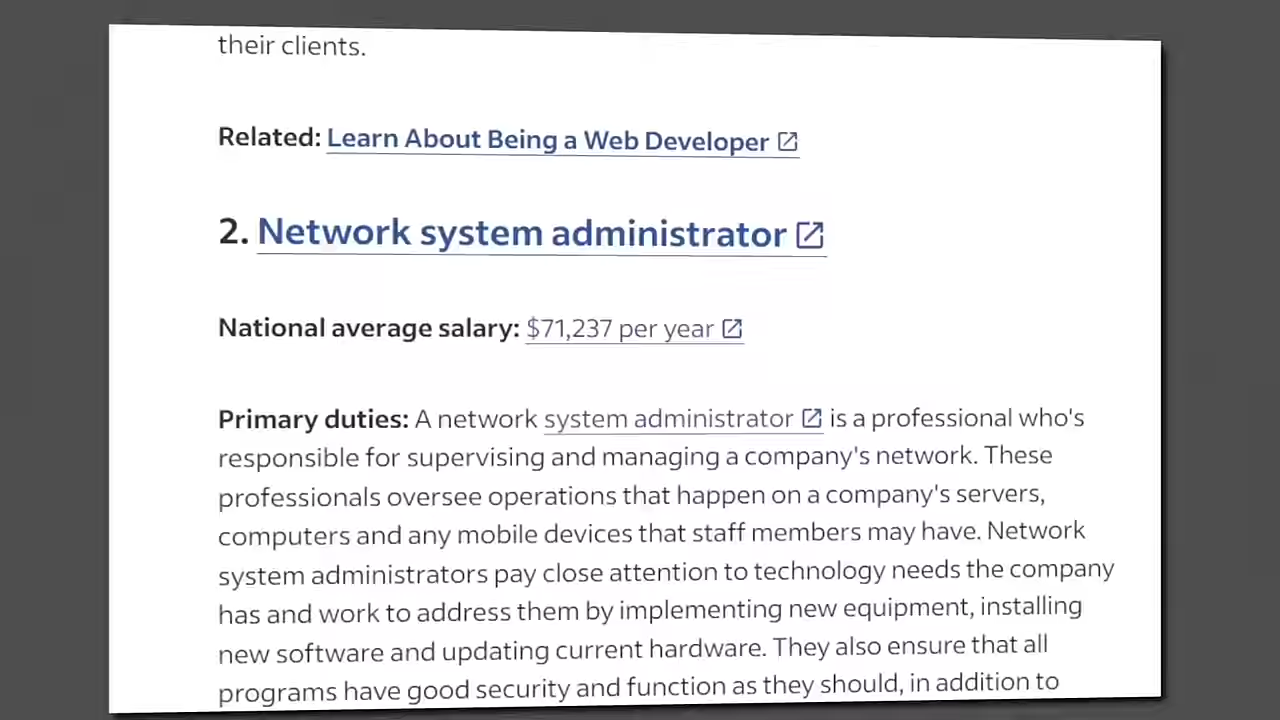 their clients.
Related: Learn About Being a Web Developer
2. Network system administrator
National average salary: $71,237 per year
Primary duties: A network system administrator is a professional who's
responsible for supervising and managing a company's network. These
professionals oversee operations that happen on a company's servers,
computers and any mobile devices that staff members may have. Network
system administrators pay close attention to technology needs the company
has and work to address them by implementing new equipment, installing
new software and updating current hardware. They also ensure that all
programs have good security and function as they should, in addition to